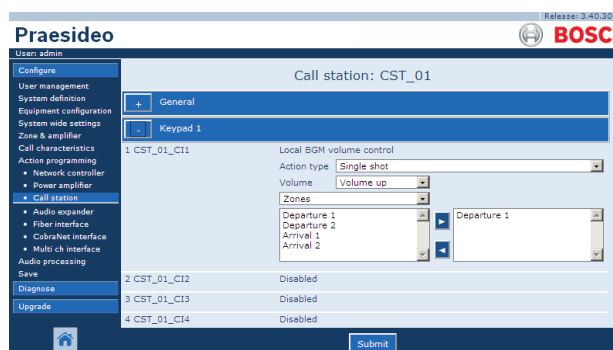 Release: 3.40.30
Praesideo
BOSC
User: admin
Configure
User management
System definition
Equipment configuration
System wide settings
Zone & amplifier
Call characteristics
Action programming
• Network controller
• Power amplifier
• Call station
• Audio expander
• Fiber interface
• CobraNet interface
• Multi ch interface
Audio processing
Save
Diagnose
Upgrade
Call station: CST_01
+ General
- Keypad 1
1 CST_01_CI1 Local BGM volume control
Action type Single shot
Volume Volume up
Zones
Departure 1
Departure 2
Arrival 1
Arrival 2
Departure 1
2 CST_01_CI2 Disabled
3 CST_01_CI3 Disabled
4 CST_01_CI4 Disabled
Submit